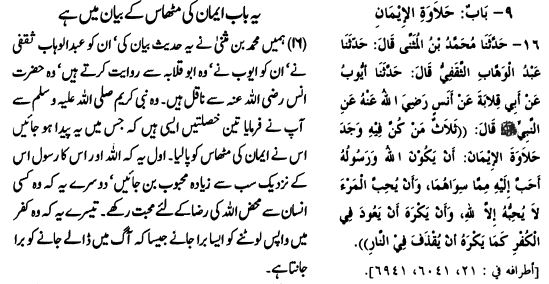 ٩- بَابُ: حَلَاوَةِ الإِيْمَانِ
١٦- حَدَّثَنَا مُحَمَّدُ بْنُ الْمُثَنَّى قَالَ: حَدَّثَنَا
عَبْدُ الْوَهَّابِ الثَّقَفِيُّ قَالَ: حَدَّثَنَا أَيُّوبُ
عَنْ أَبِي قِلَابَةَ عَنْ أَنَسٍ رَضِيَ اللهُ عَنْهُ عَنِ
النَّبِيِّ ﷺ قَالَ: ((ثَلَاثٌ مَنْ كُنَّ فِيْهِ وَجَدَ
حَلَاوَةَ الإِيْمَانِ: أَنْ يَكُوْنَ اللهُ وَرَسُوْلُهُ
أَحَبَّ إِلَيْهِ مِمَّا سِوَاهُمَا، وَأَنْ يُحِبَّ الْمَرْءَ
لَا يُحِبُّهُ إِلَّا لِلّٰهِ، وَأَنْ يَكْرَهَ أَنْ يَعُوْدَ فِي
الْكُفْرِ كَمَا يَكْرَهُ أَنْ يُقْذَفَ فِي النَّارِ)).
[أطرافه في : ٢١، ٦٠٤١، ٦٩٤١].
یہ باب ایمان کی مٹھاس کے بیان میں ہے
(۱۶) ہمیں محمد بن مثنیٰ نے یہ حدیث بیان کی، ان کو عبدالوہاب ثقفی
نے، ان کو ایوب نے، وہ ابو قلابہ سے روایت کرتے ہیں، وہ حضرت
انس رضی اللہ عنہ سے ناقل ہیں۔ وہ نبی کریم صلی اللہ علیہ وسلم سے
آپ نے فرمایا تین خصلتیں ایسی ہیں کہ جس میں یہ پیدا ہو جائیں
اس نے ایمان کی مٹھاس کو پالیا۔ اول یہ کہ اللہ اور اس کا رسول اس
کے نزدیک سب سے زیادہ محبوب بن جائیں، دوسرے یہ کہ وہ کسی
انسان سے محض اللہ کی رضا کے لئے محبت رکھے۔ تیسرے یہ کہ وہ کفر
میں واپس لوٹنے کو ایسا برا جانے جیسا کہ آگ میں ڈالے جانے کو برا
جانتا ہے۔